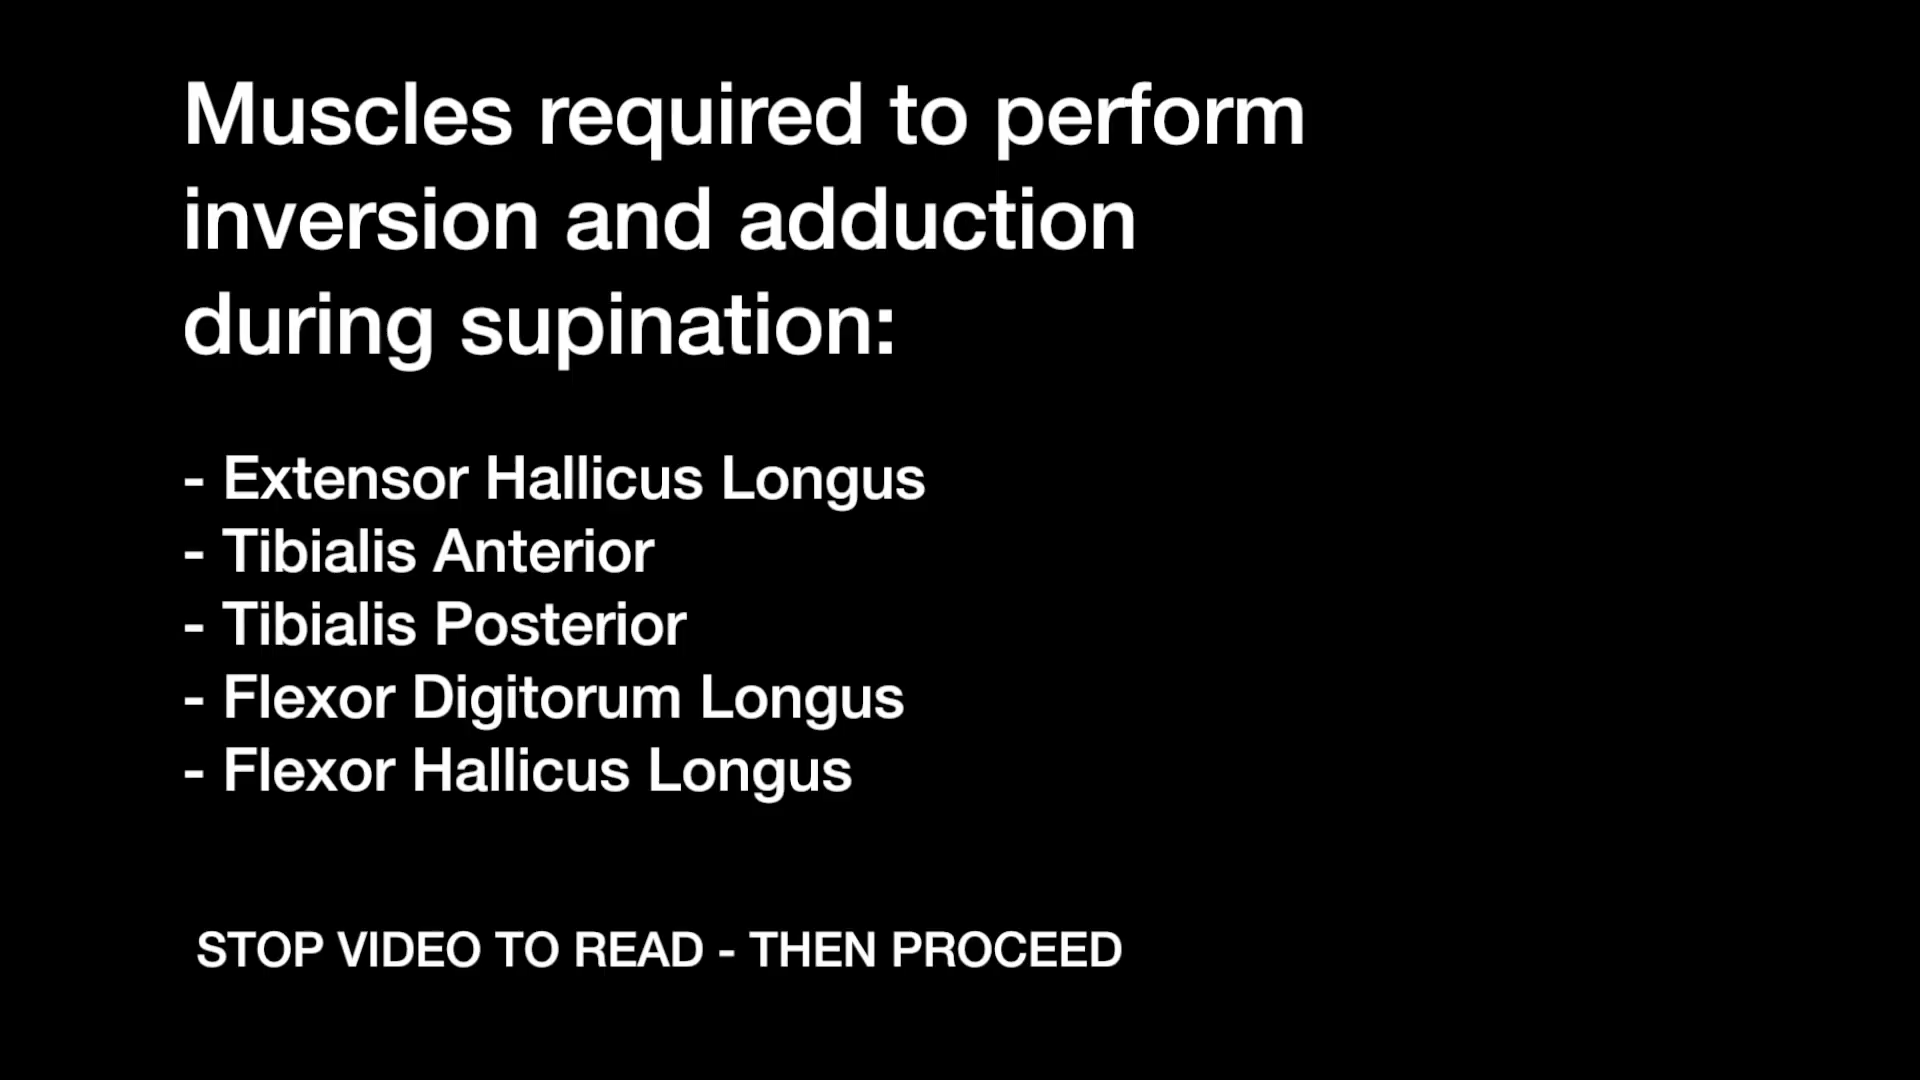 Muscles required to perform
inversion and adduction
during supination:
- Extensor Hallicus Longus
- Tibialis Anterior
- Tibialis Posterior
- Flexor Digitorum Longus
- Flexor Hallicus Longus
STOP VIDEO TO READ - THEN PROCEED